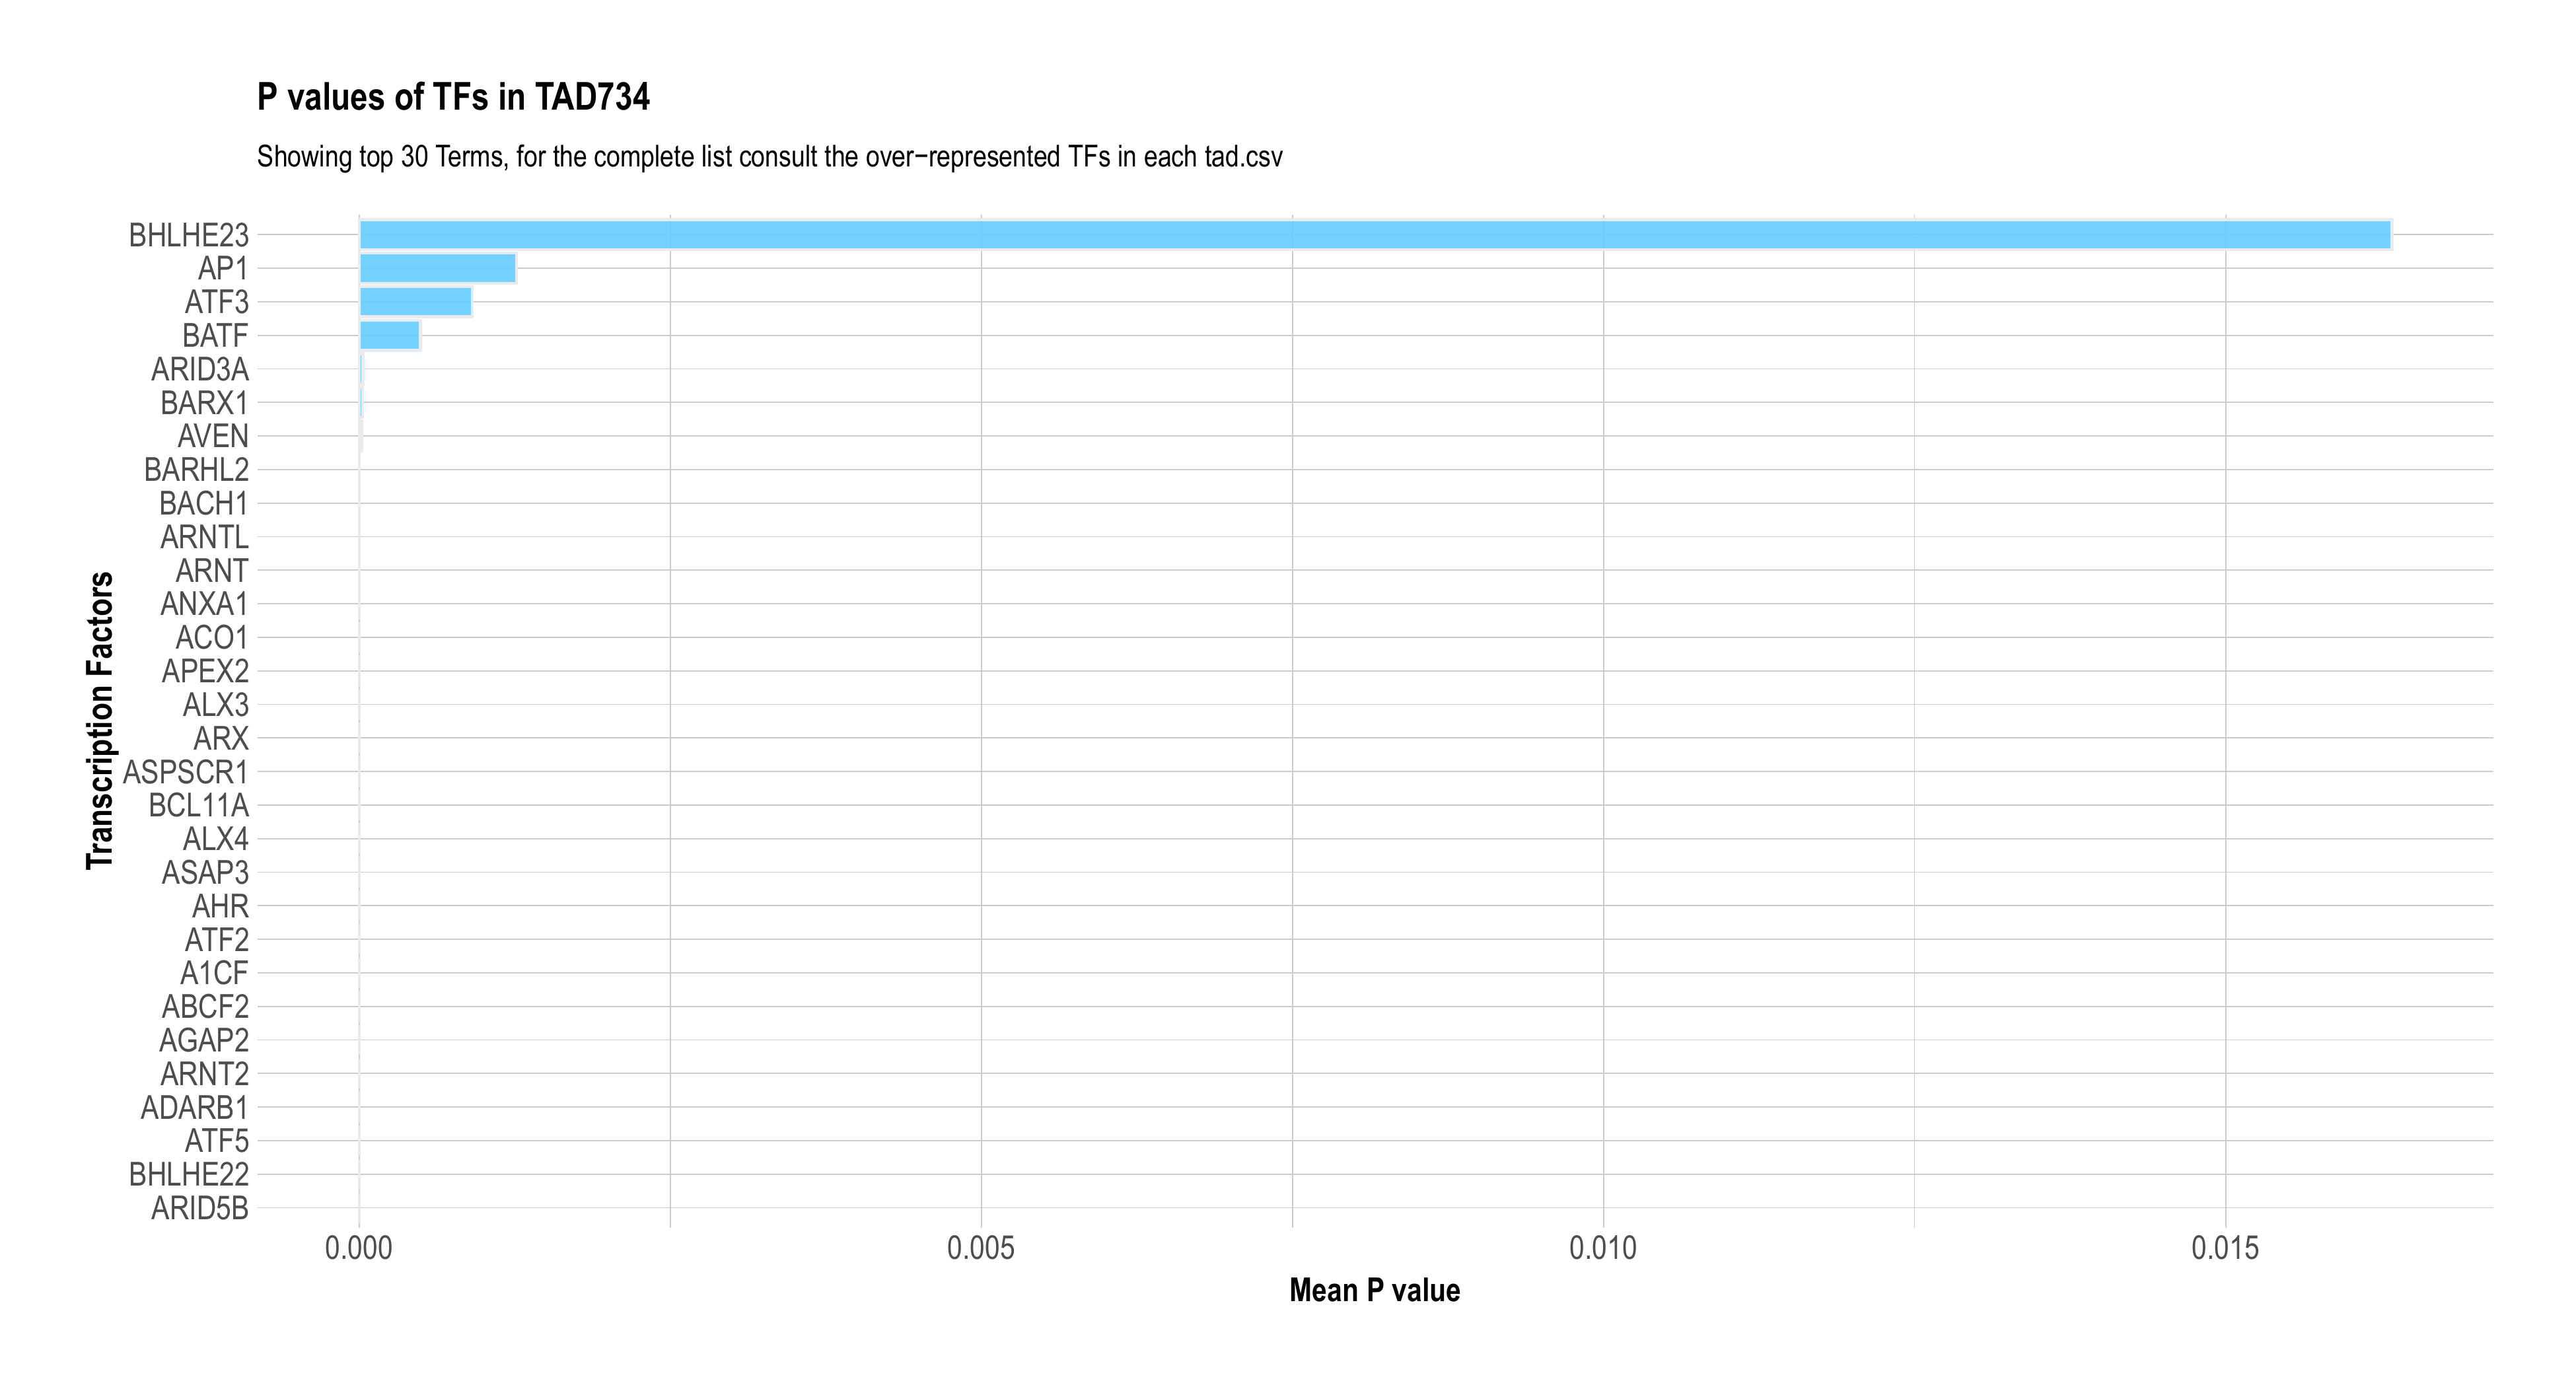 P values of TFs in TAD734
Showing top 30 Terms, for the complete list consult the over−represented TFs in each tad.csv
Transcription Factors
BHLHE23
AP1
ATF3
BATF
ARID3A
BARX1
AVEN
BARHL2
BACH1
ARNTL
ARNT
ANXA1
ACO1
APEX2
ALX3
ARX
ASPSCR1
BCL11A
ALX4
ASAP3
AHR
ATF2
A1CF
ABCF2
AGAP2
ARNT2
ADARB1
ATF5
BHLHE22
ARID5B
0.000 0.005 0.010 0.015
Mean P value